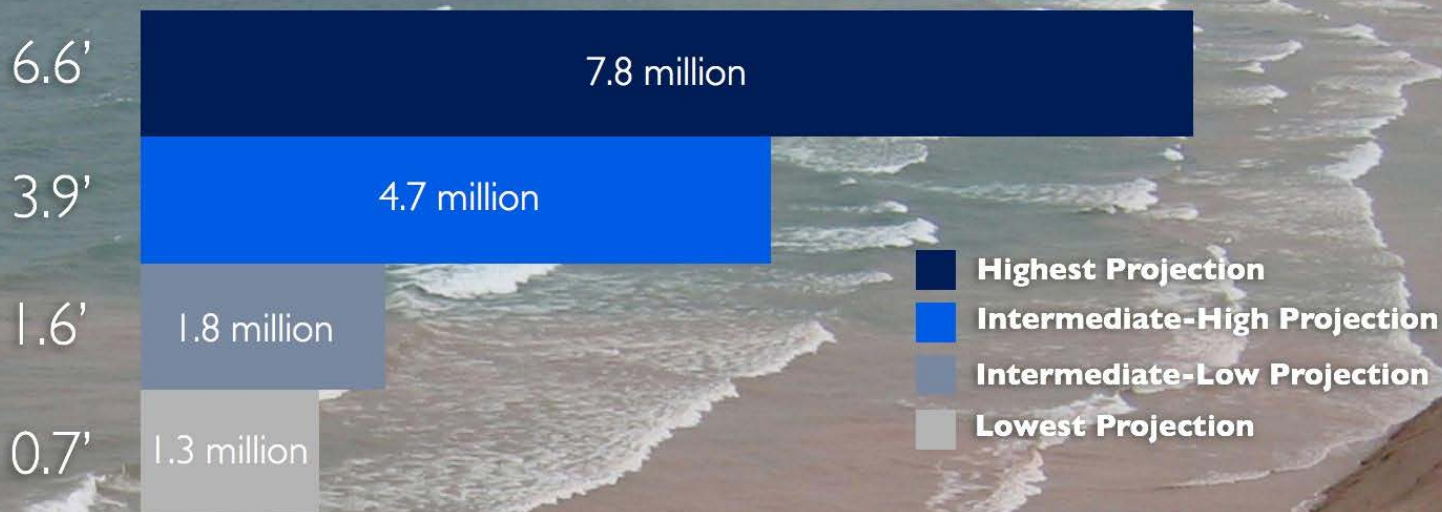 6.6’
7.8 million
3.9’
4.7 million
1.6’
1.8 million
0.7’
1.3 million
Highest Projection
Intermediate-High Projection
Intermediate-Low Projection
Lowest Projection